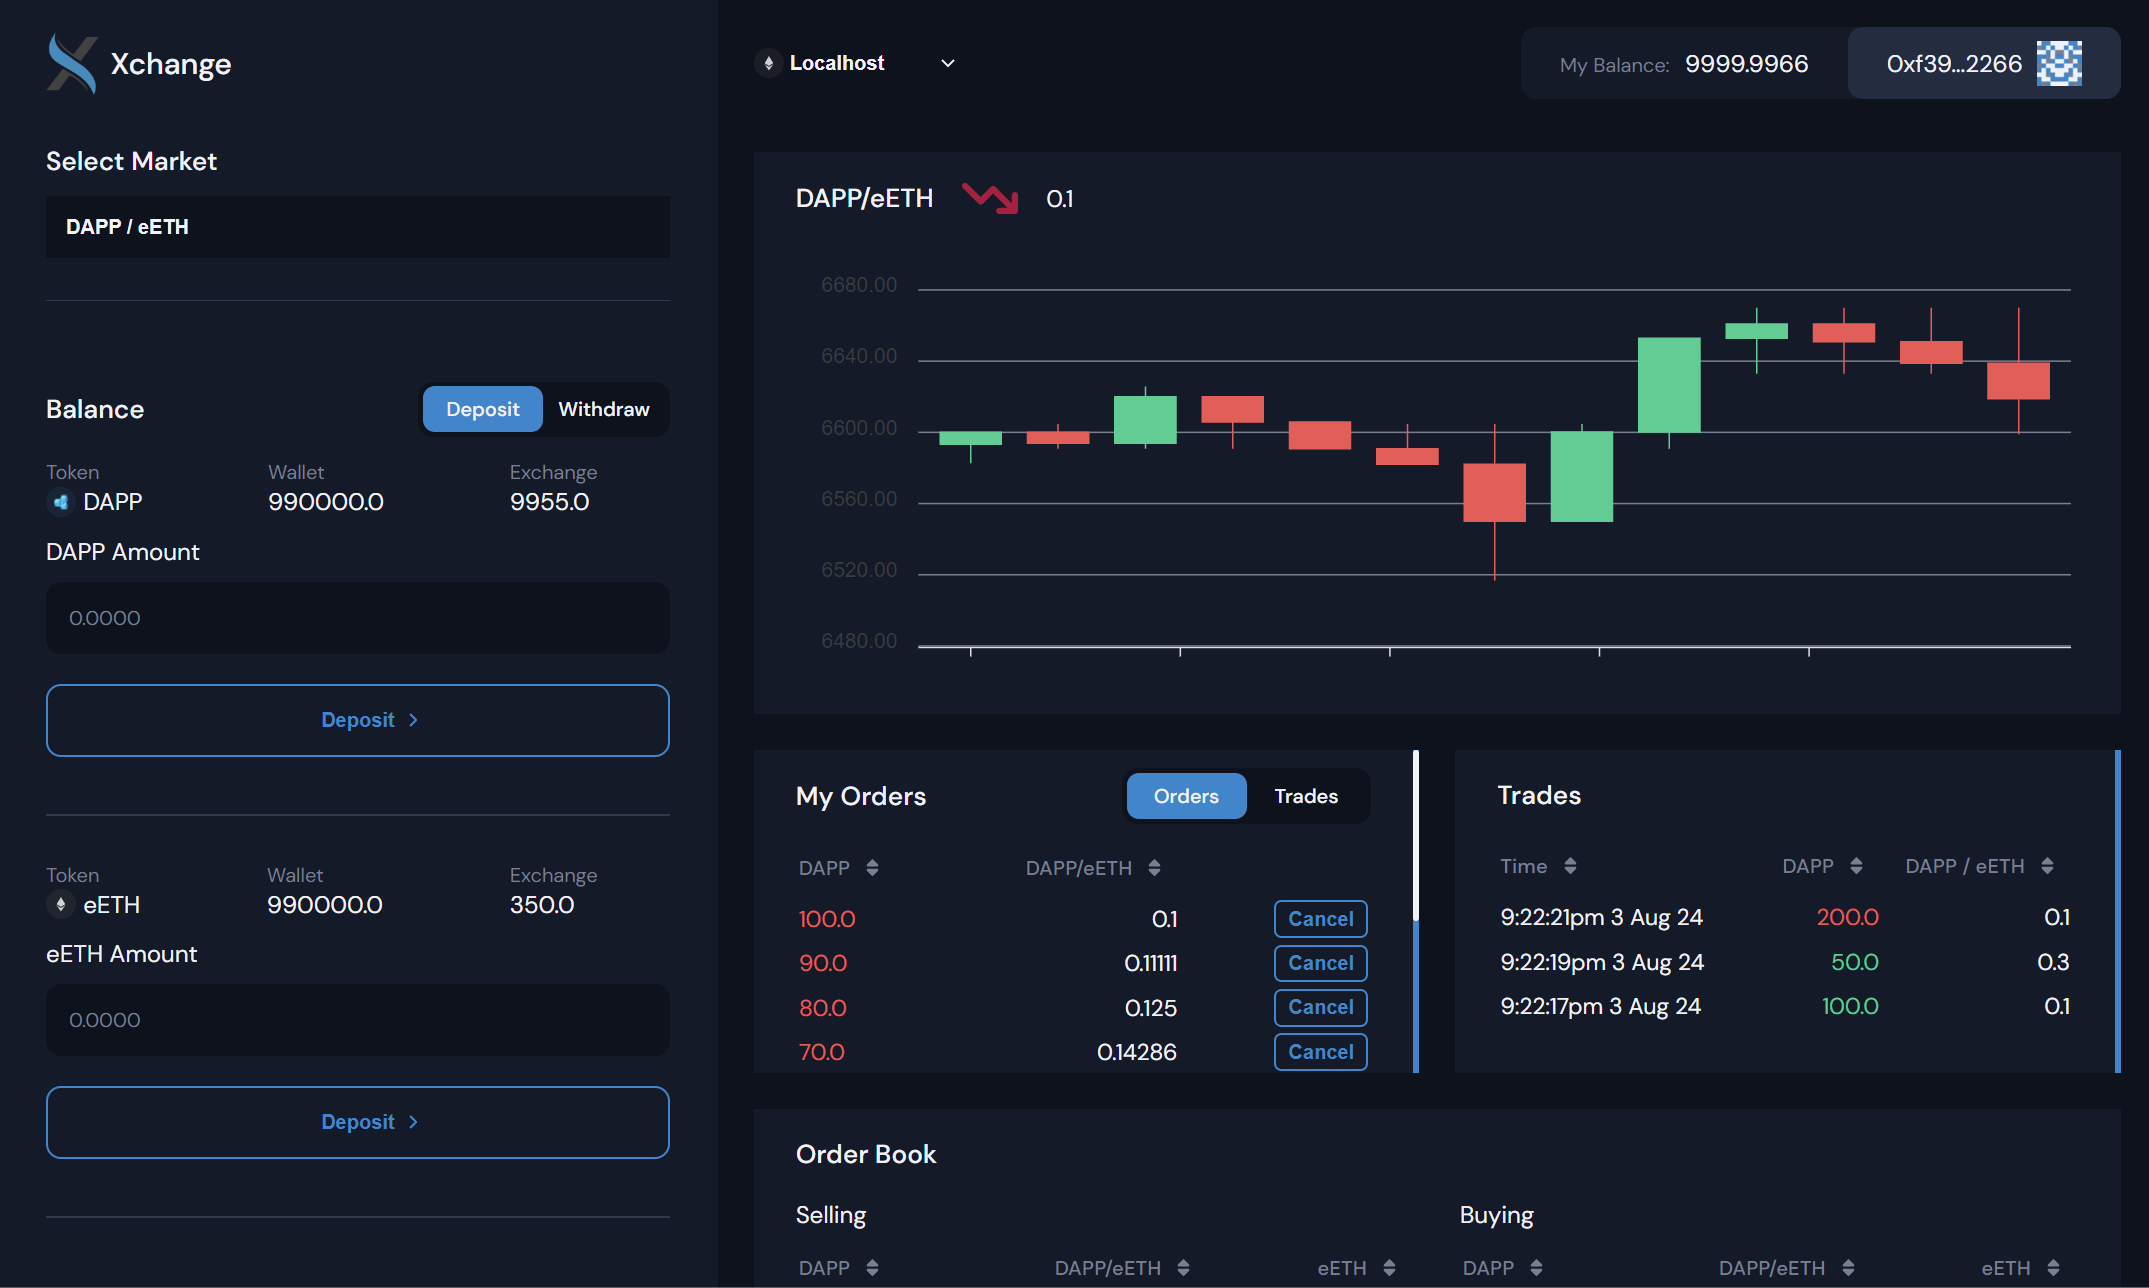 Xchange
Select Market
DAPP / eETH
Balance
Deposit Withdraw
Token Wallet Exchange
DAPP 990000.0 9955.0
DAPP Amount
0.0000
Deposit
Token Wallet Exchange
eETH 990000.0 350.0
eETH Amount
0.0000
Deposit
Localhost
My Balance: 9999.9966 0xf39...2266
DAPP/eETH 0.1
6680.00
6640.00
6600.00
6560.00
6520.00
6480.00
My Orders Orders Trades
DAPP DAPP/eETH
100.0 0.1 Cancel
90.0 0.11111 Cancel
80.0 0.125 Cancel
70.0 0.14286 Cancel
Trades
Time DAPP DAPP / eETH
9:22:21pm 3 Aug 24 200.0 0.1
9:22:19pm 3 Aug 24 50.0 0.3
9:22:17pm 3 Aug 24 100.0 0.1
Order Book
Selling
DAPP DAPP/eETH eETH
Buying
DAPP DAPP/eETH eETH